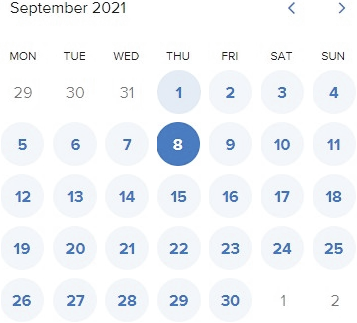 September 2021
MON TUE WED THU FRI SAT SUN
29 30 31 1 2 3 4
5 6 7 8 9 10 11
12 13 14 15 16 17 18
19 20 21 22 23 24 25
26 27 28 29 30 1 2